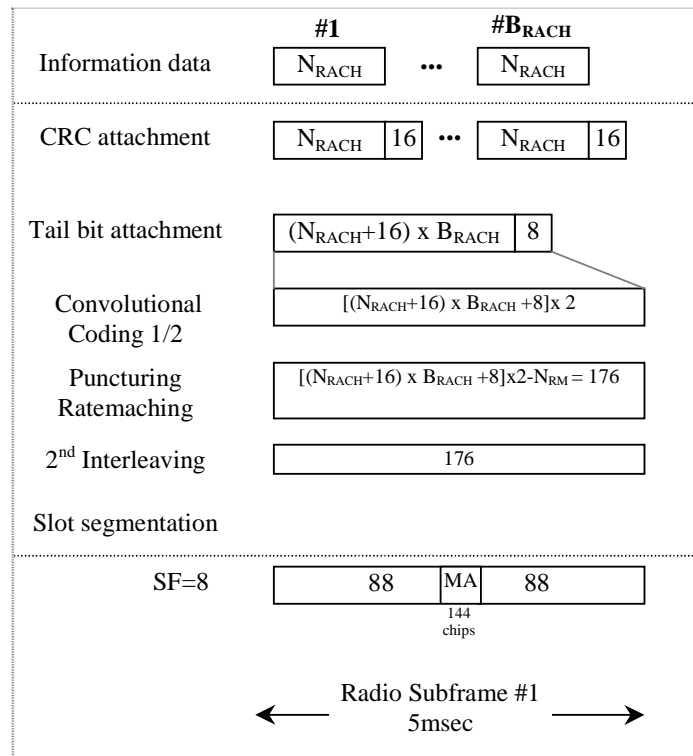 #1 #B_RACH
Information data N_RACH ... N_RACH
CRC attachment N_RACH 16 ... N_RACH 16
Tail bit attachment (N_RACH+16) x B_RACH 8
Convolutional
Coding 1/2
[(N_RACH+16) x B_RACH +8]x 2
Puncturing
Ratemaching
[(N_RACH+16) x B_RACH +8]x2-N_RM = 176
2nd Interleaving 176
Slot segmentation
SF=8 88 MA 88
144
chips
Radio Subframe #1
5msec